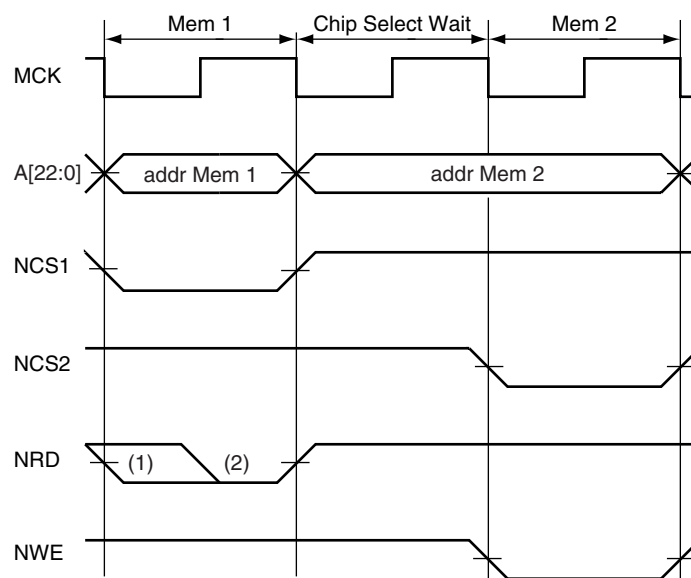 Mem 1 Chip Select Wait Mem 2
MCK
A[22:0] addr Mem 1 addr Mem 2
NCS1
NCS2
NRD (1) (2)
NWE